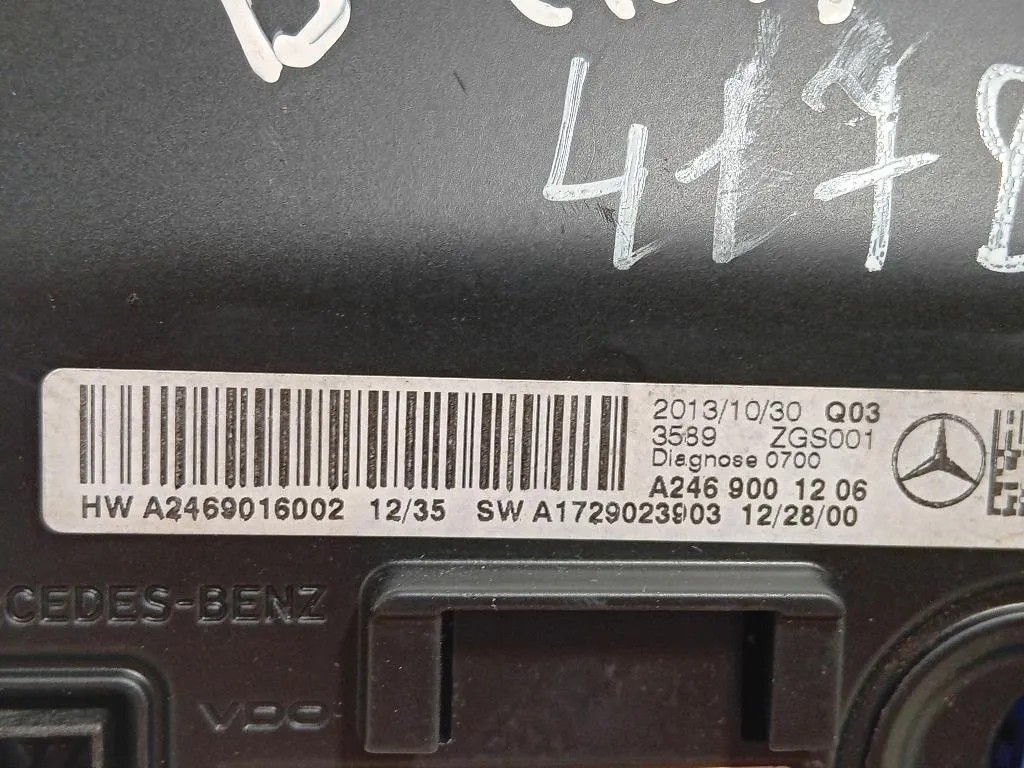 417
2013/10/30 Q03
3589 ZGS001
Diagnose 0700
A246 900 12 06
HW A2469016002 12/35 SW A1729023903 12/28/00
CEDES-BENZ
VDO